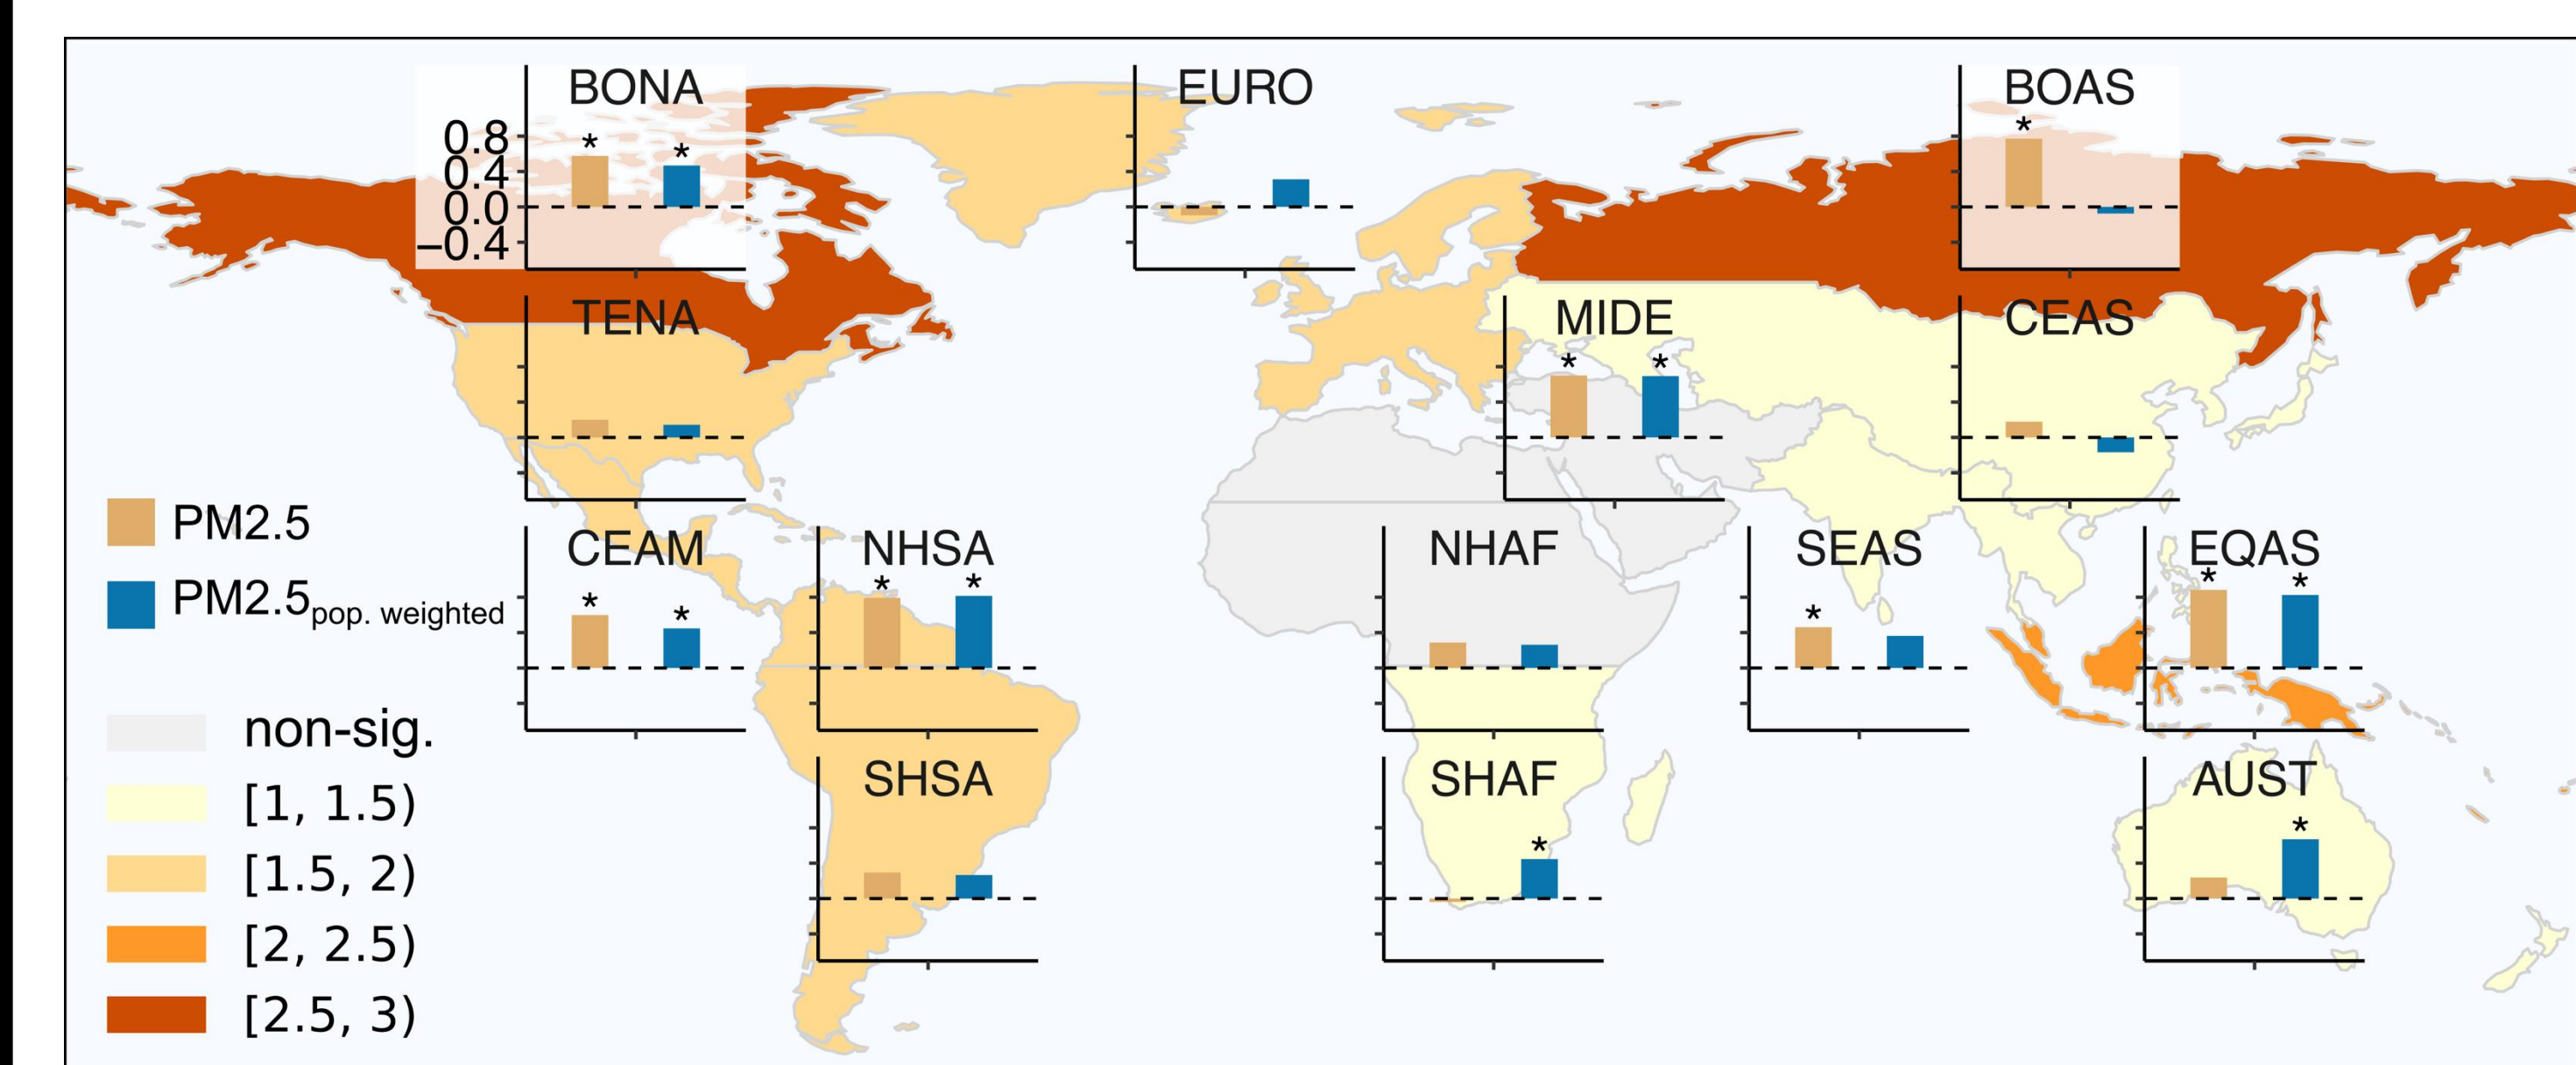 BONA
EURO
BOAS
0.8
0.4
0.0
−0.4
* *
*
TENA
MIDE
CEAS
* *
PM2.5
PM2.5pop. weighted
CEAM
NHSA
NHAF
SEAS
EQAS
* *
* *
*
* *
non-sig.
[1, 1.5)
[1.5, 2)
[2, 2.5)
[2.5, 3)
SHSA
SHAF
AUST
*
*